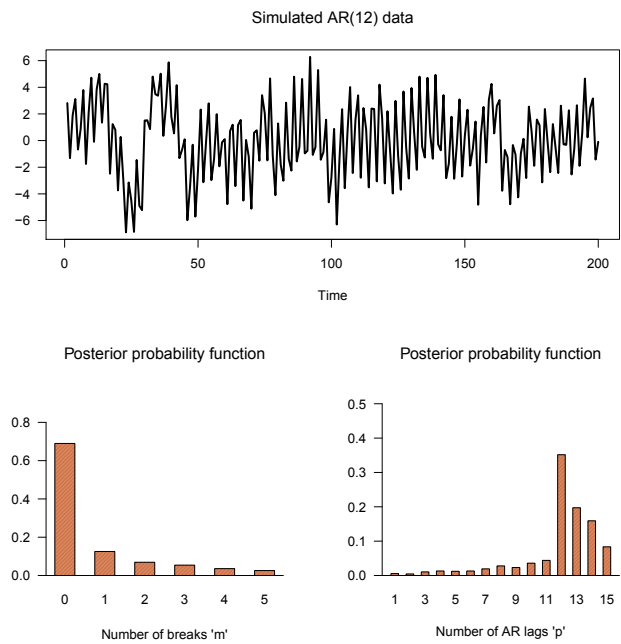 Simulated AR(12) data
6
4
2
0
−2
−4
−6
0 50 100 150 200
Time
Posterior probability function
0.8
0.6
0.4
0.2
0.0
0 1 2 3 4 5
Number of breaks 'm'
Posterior probability function
0.5
0.4
0.3
0.2
0.1
0.0
1 3 5 7 9 11 13 15
Number of AR lags 'p'